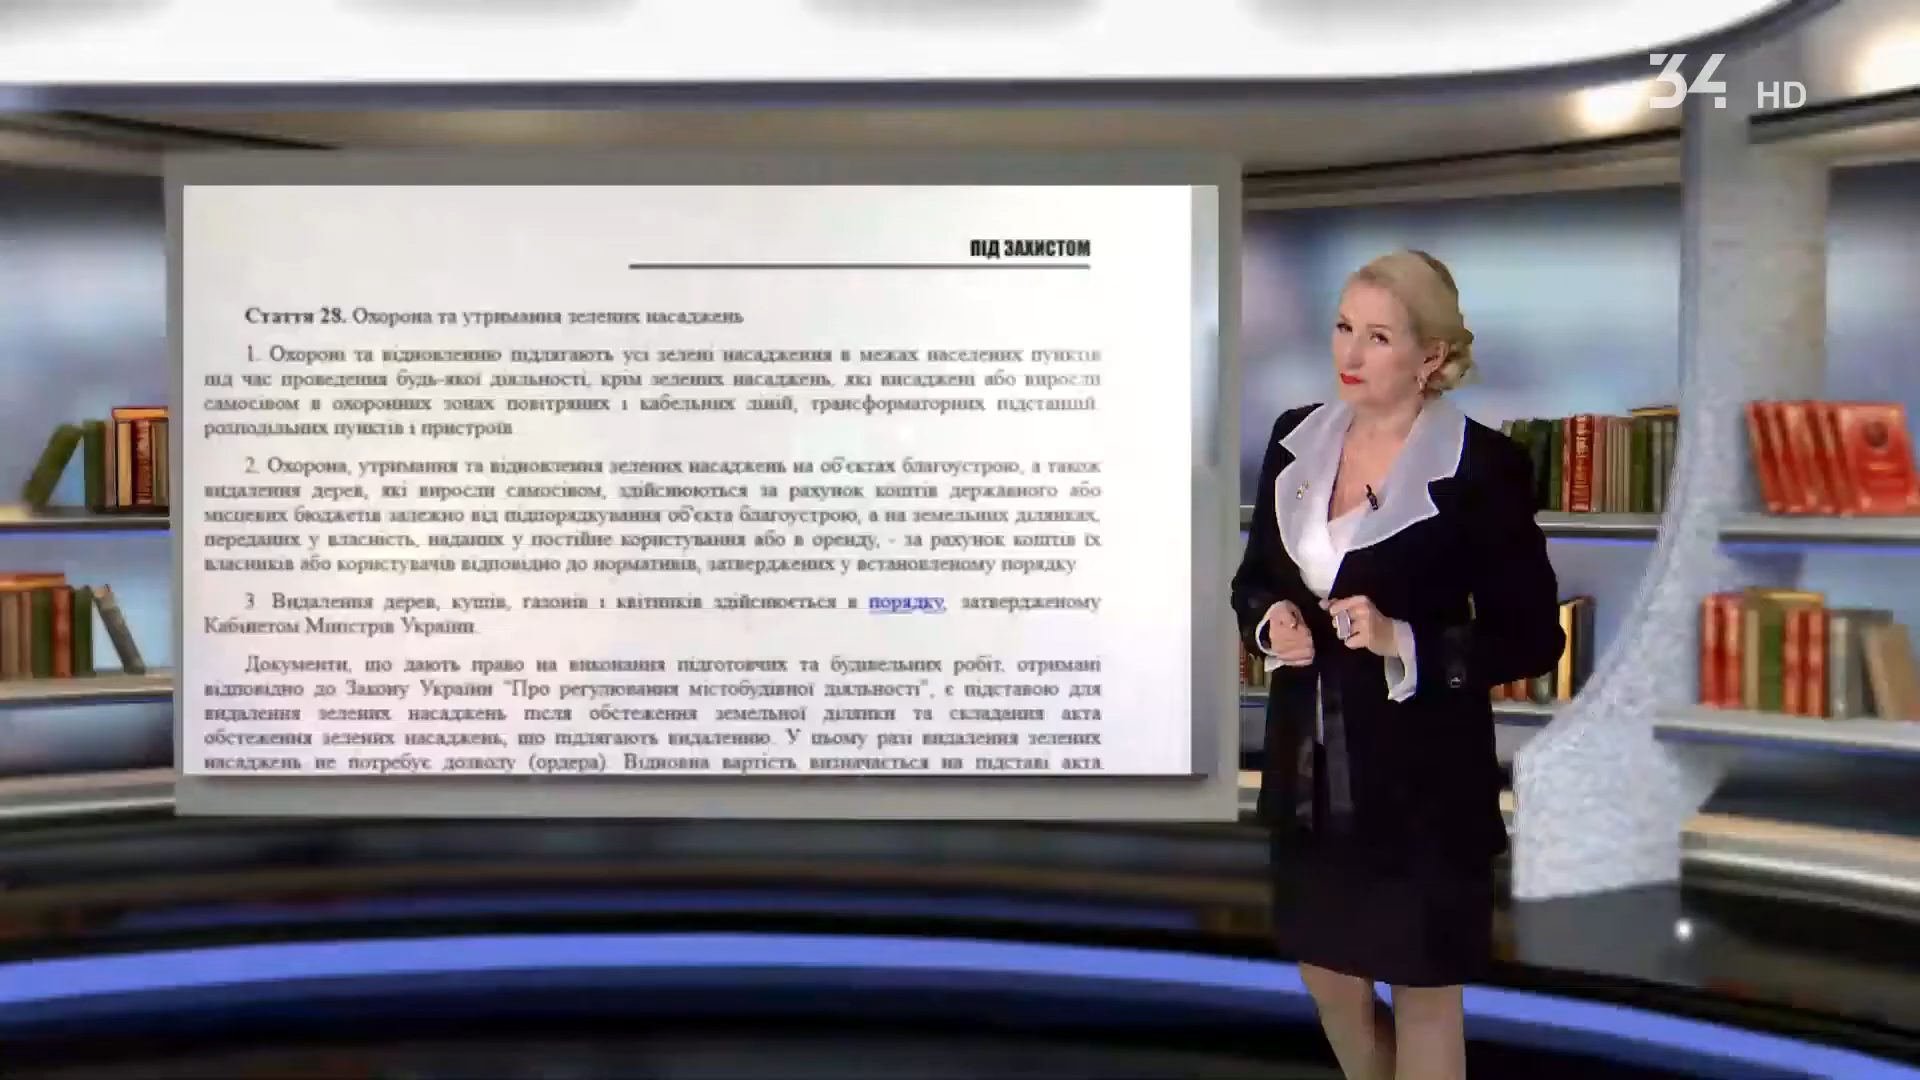 34 HD
ПІД ЗАХИСТОМ
Стаття 28. Охорона та утримання зелених насаджень
1. Охороні та відновленню підлягають усі зелені насадження в межах населених пунктів
під час проведення будь-якої діяльності, крім зелених насаджень, які висаджені або виросли
самосівом в охоронних зонах повітряних і кабельних ліній, трансформаторних підстанцій,
розподільних пунктів і пристроїв.
2. Охорона, утримання та відновлення зелених насаджень на об'єктах благоустрою, а також
видалення дерев, які виросли самосівом, здійснюються за рахунок коштів державного або
місцевих бюджетів залежно від підпорядкування об'єкта благоустрою, а на земельних ділянках,
переданих у власність, наданих у постійне користування або в оренду, - за рахунок коштів їх
власників або користувачів відповідно до нормативів, затверджених у встановленому порядку.
3. Видалення дерев, кущів, газонів і квітників здійснюється в порядку, затвердженому
Кабінетом Міністрів України.
Документи, що дають право на виконання підготовчих та будівельних робіт, отримані
відповідно до Закону України "Про регулювання містобудівної діяльності", є підставою для
видалення зелених насаджень після обстеження земельної ділянки та складання акта
обстеження зелених насаджень, що підлягають видаленню. У цьому разі видалення зелених
насаджень не потребує дозволу (ордера). Відновна вартість визначається на підставі акта